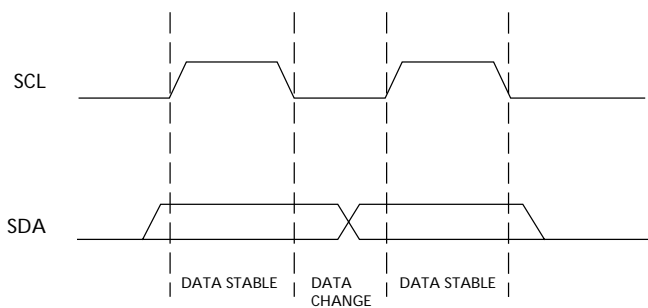 SCL
SDA
DATA STABLE
DATA
CHANGE
DATA STABLE